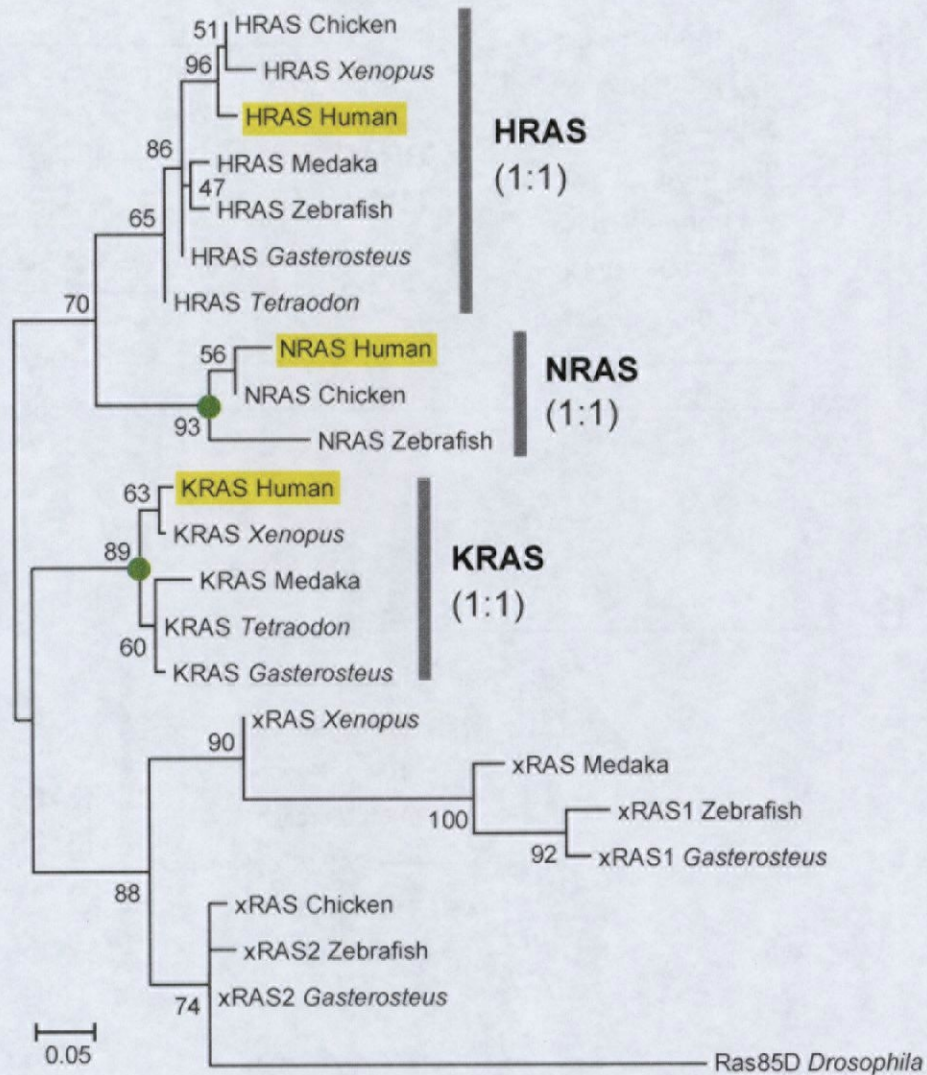 51
HRAS Chicken
96
HRAS Xenopus
HRAS Human
HRAS
(1:1)
86
HRAS Medaka
47
HRAS Zebrafish
65
HRAS Gasterosteus
HRAS Tetraodon
70
NRAS Human
56
NRAS Chicken
NRAS
(1:1)
93
NRAS Zebrafish
KRAS Human
63
KRAS Xenopus
89
KRAS
(1:1)
KRAS Medaka
KRAS Tetraodon
60
KRAS Gasterosteus
xRAS Xenopus
90
xRAS Medaka
100
xRAS1 Zebrafish
92
xRAS1 Gasterosteus
88
xRAS Chicken
xRAS2 Zebrafish
74
xRAS2 Gasterosteus
0.05
Ras85D Drosophila